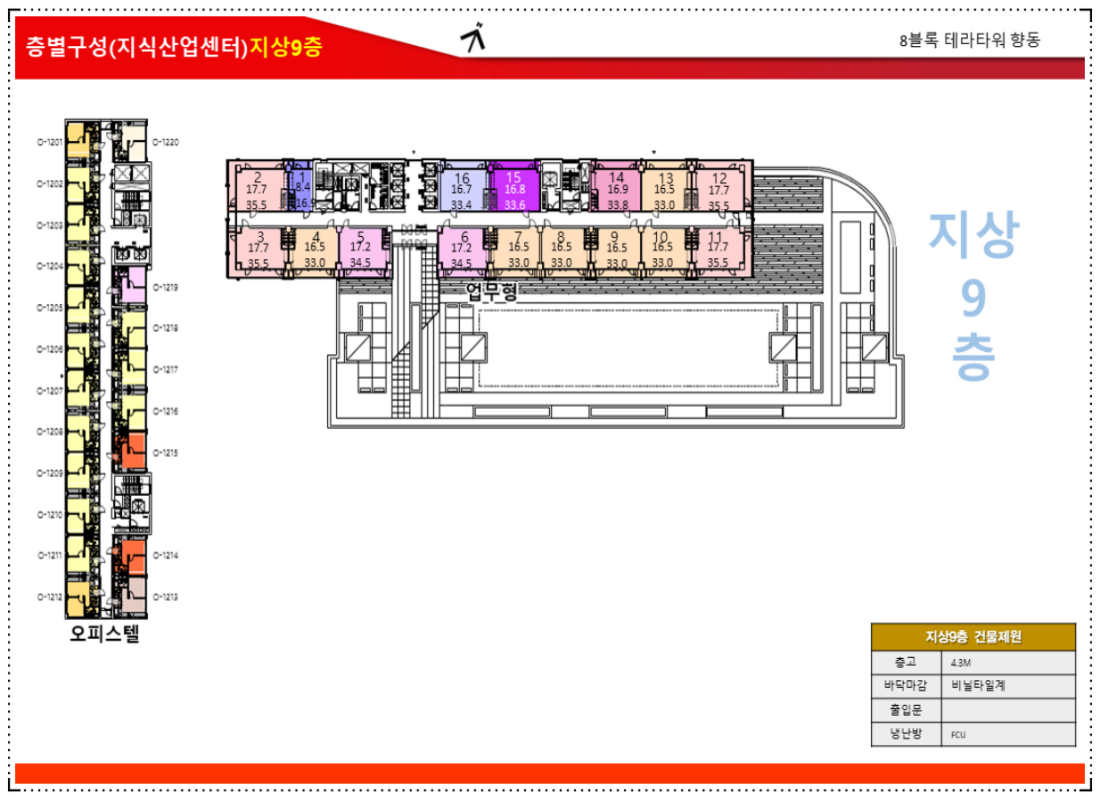 층별구성(지식산업센터)지상9층
8블록 테라타워 향동
O-1201
O-1220
O-1202
O-1203
O-1204
O-1219
O-1205
O-1218
O-1206
O-1217
O-1207
O-1216
O-1208
O-1215
O-1209
O-1210
O-1211
O-1214
O-1212
O-1213
오피스텔
2
17.7
35.5
1
8.4
16.9
16
16.7
33.4
15
16.8
33.6
14
16.9
33.8
13
16.5
33.0
12
17.7
35.5
3
17.7
35.5
4
16.5
33.0
5
17.2
34.5
6
17.2
34.5
7
16.5
33.0
8
16.5
33.0
9
16.5
33.0
10
16.5
33.0
11
17.7
35.5
업무형
지상
9
층
지상9층 건물제원
층고 4.3M
바닥마감 비닐타일계
출입문
냉난방 FCU